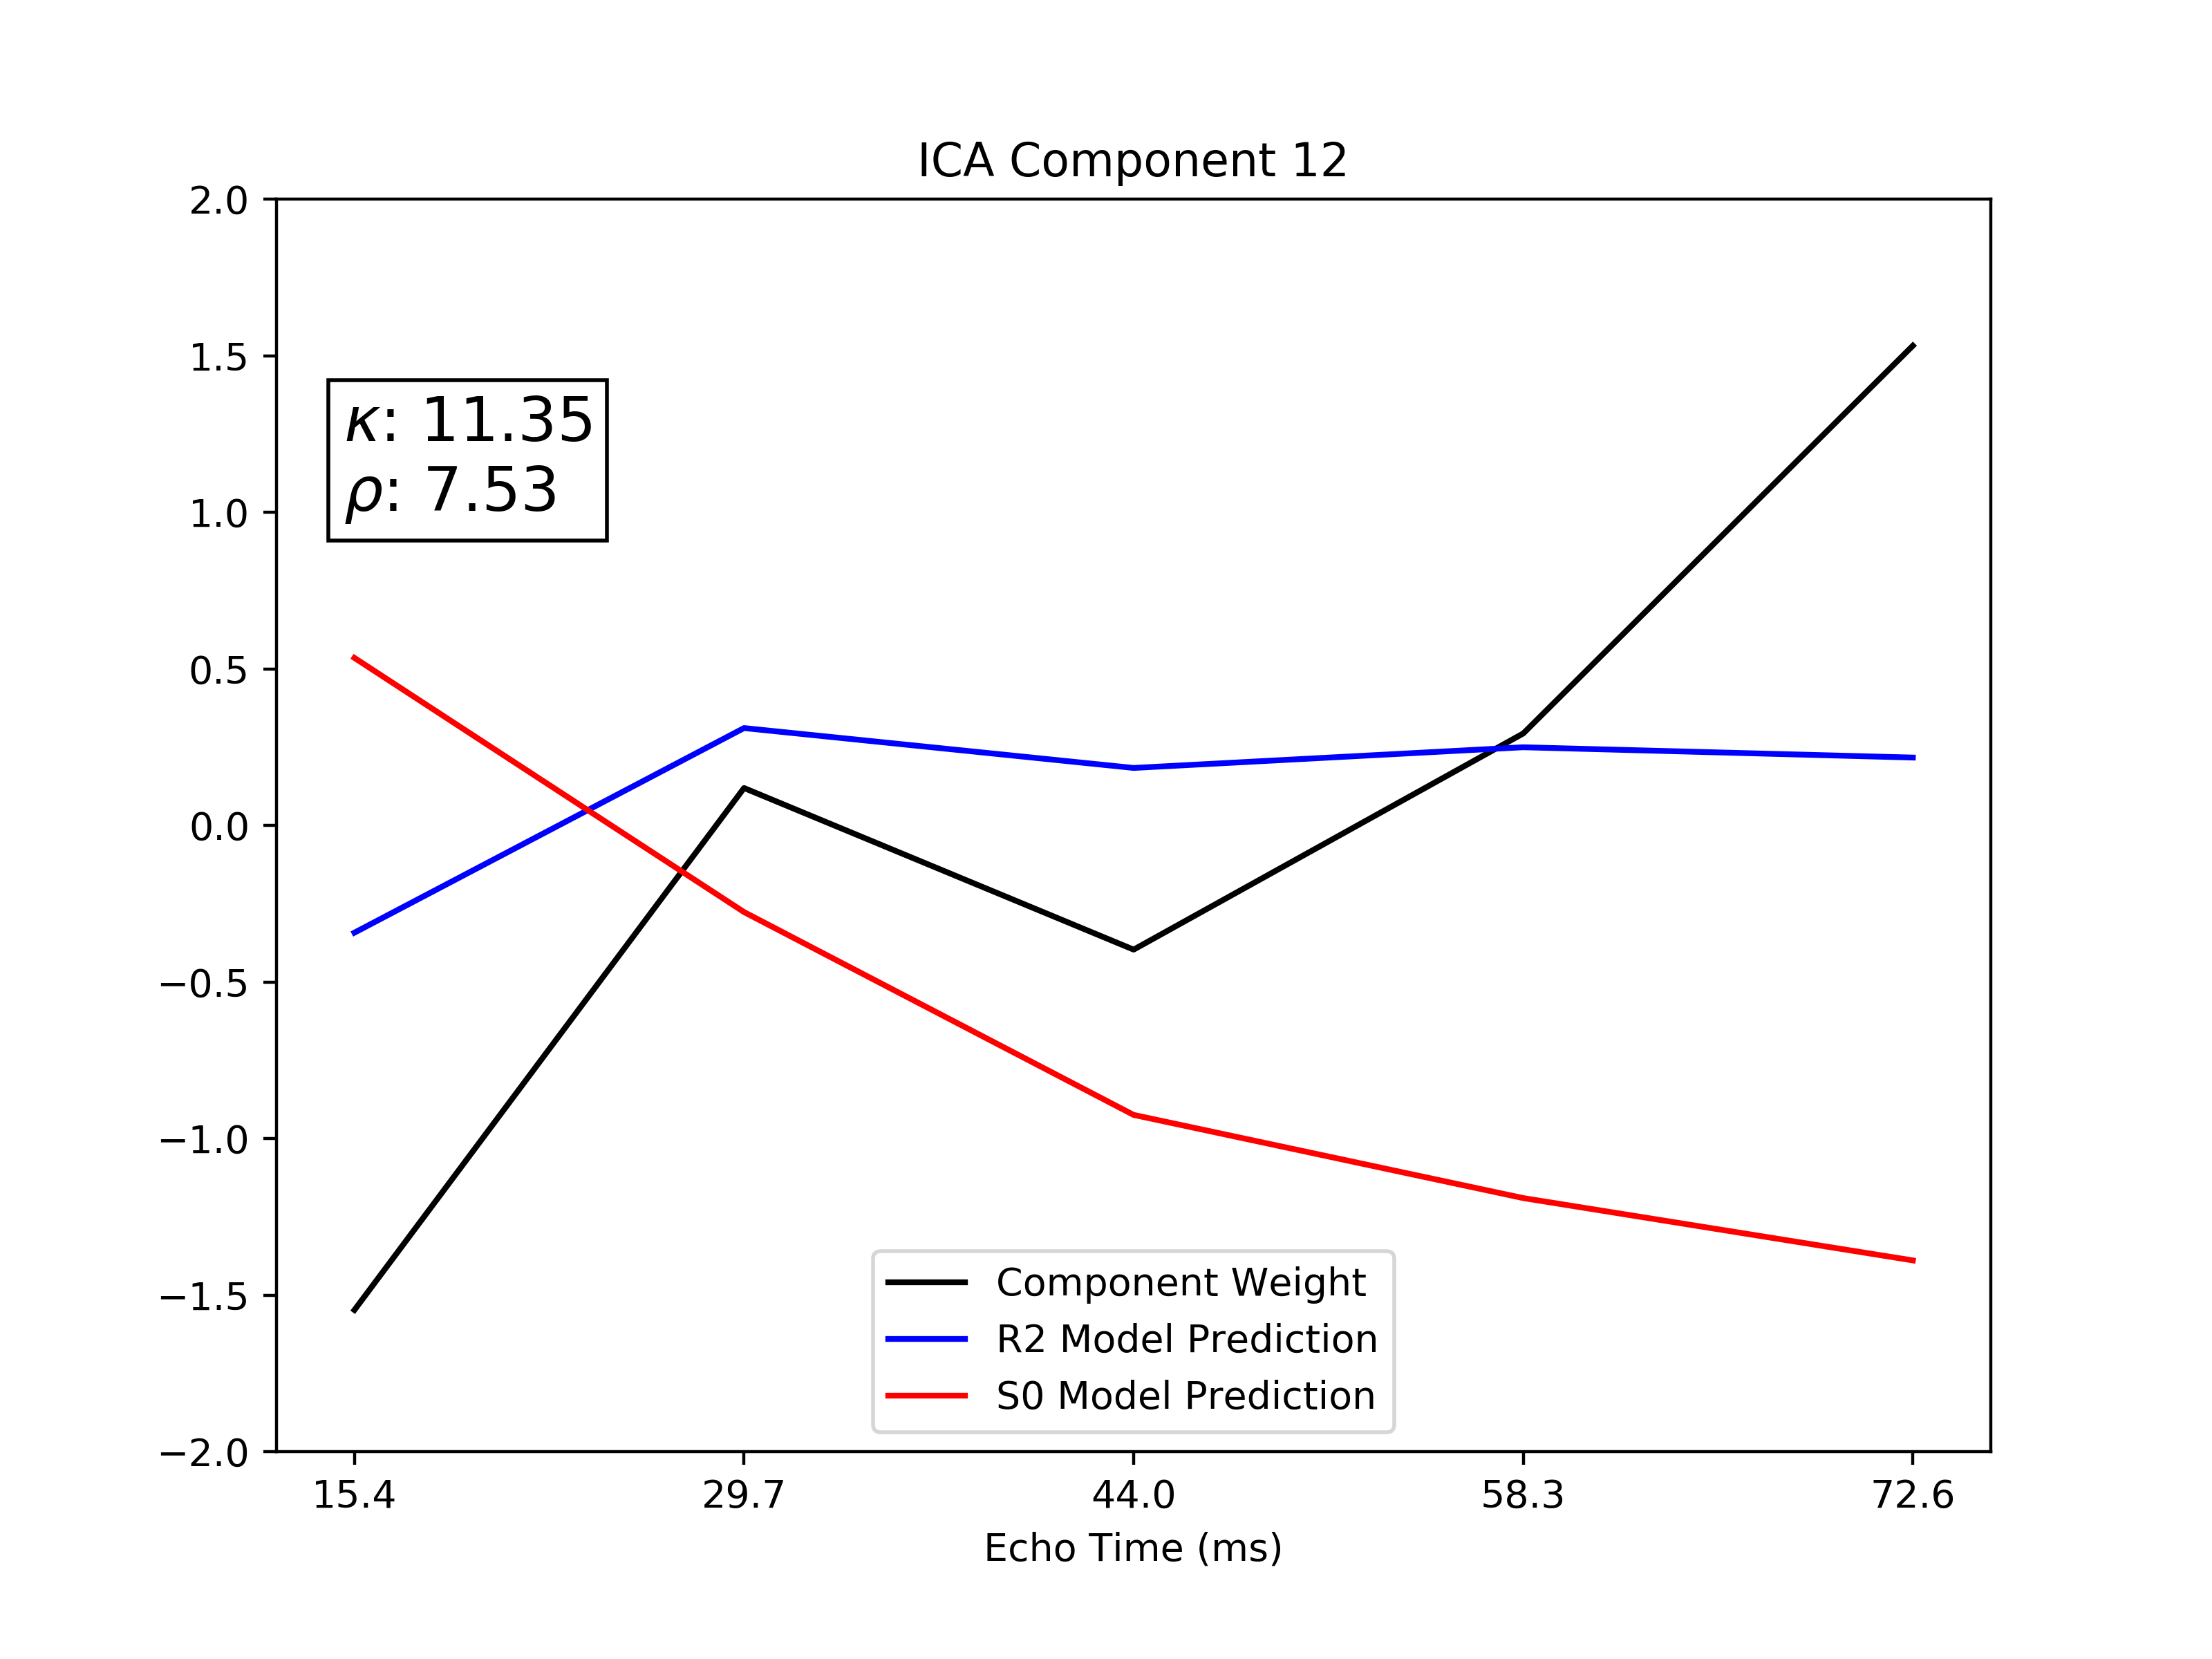 ICA Component 12
2.0
1.5
1.0
0.5
0.0
−0.5
−1.0
−1.5
−2.0
κ: 11.35
ρ: 7.53
Component Weight
R2 Model Prediction
S0 Model Prediction
15.4 29.7 44.0 58.3 72.6
Echo Time (ms)